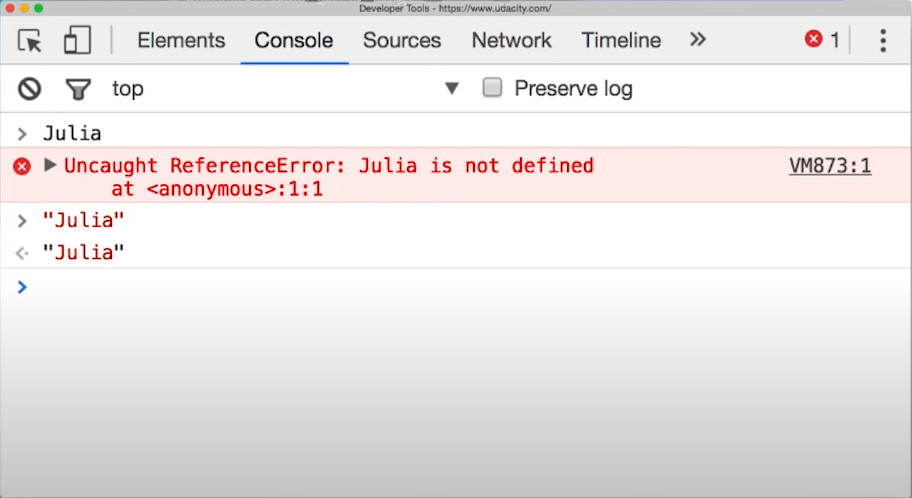 Developer Tools - https://www.udacity.com/
Elements Console Sources Network Timeline » 1
top ▼ Preserve log
> Julia
Uncaught ReferenceError: Julia is not defined VM873:1
at <anonymous>:1:1
> "Julia"
"Julia"
>